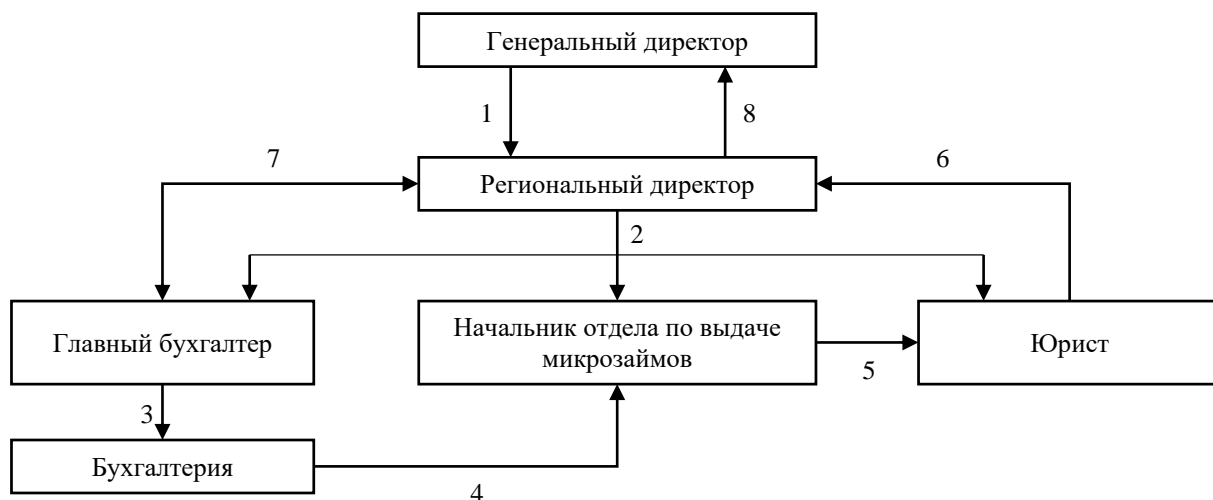 Генеральный директор
1
8
7
6
Региональный директор
2
Главный бухгалтер
Начальник отдела по выдаче
микрозаймов
Юрист
5
3
Бухгалтерия
4